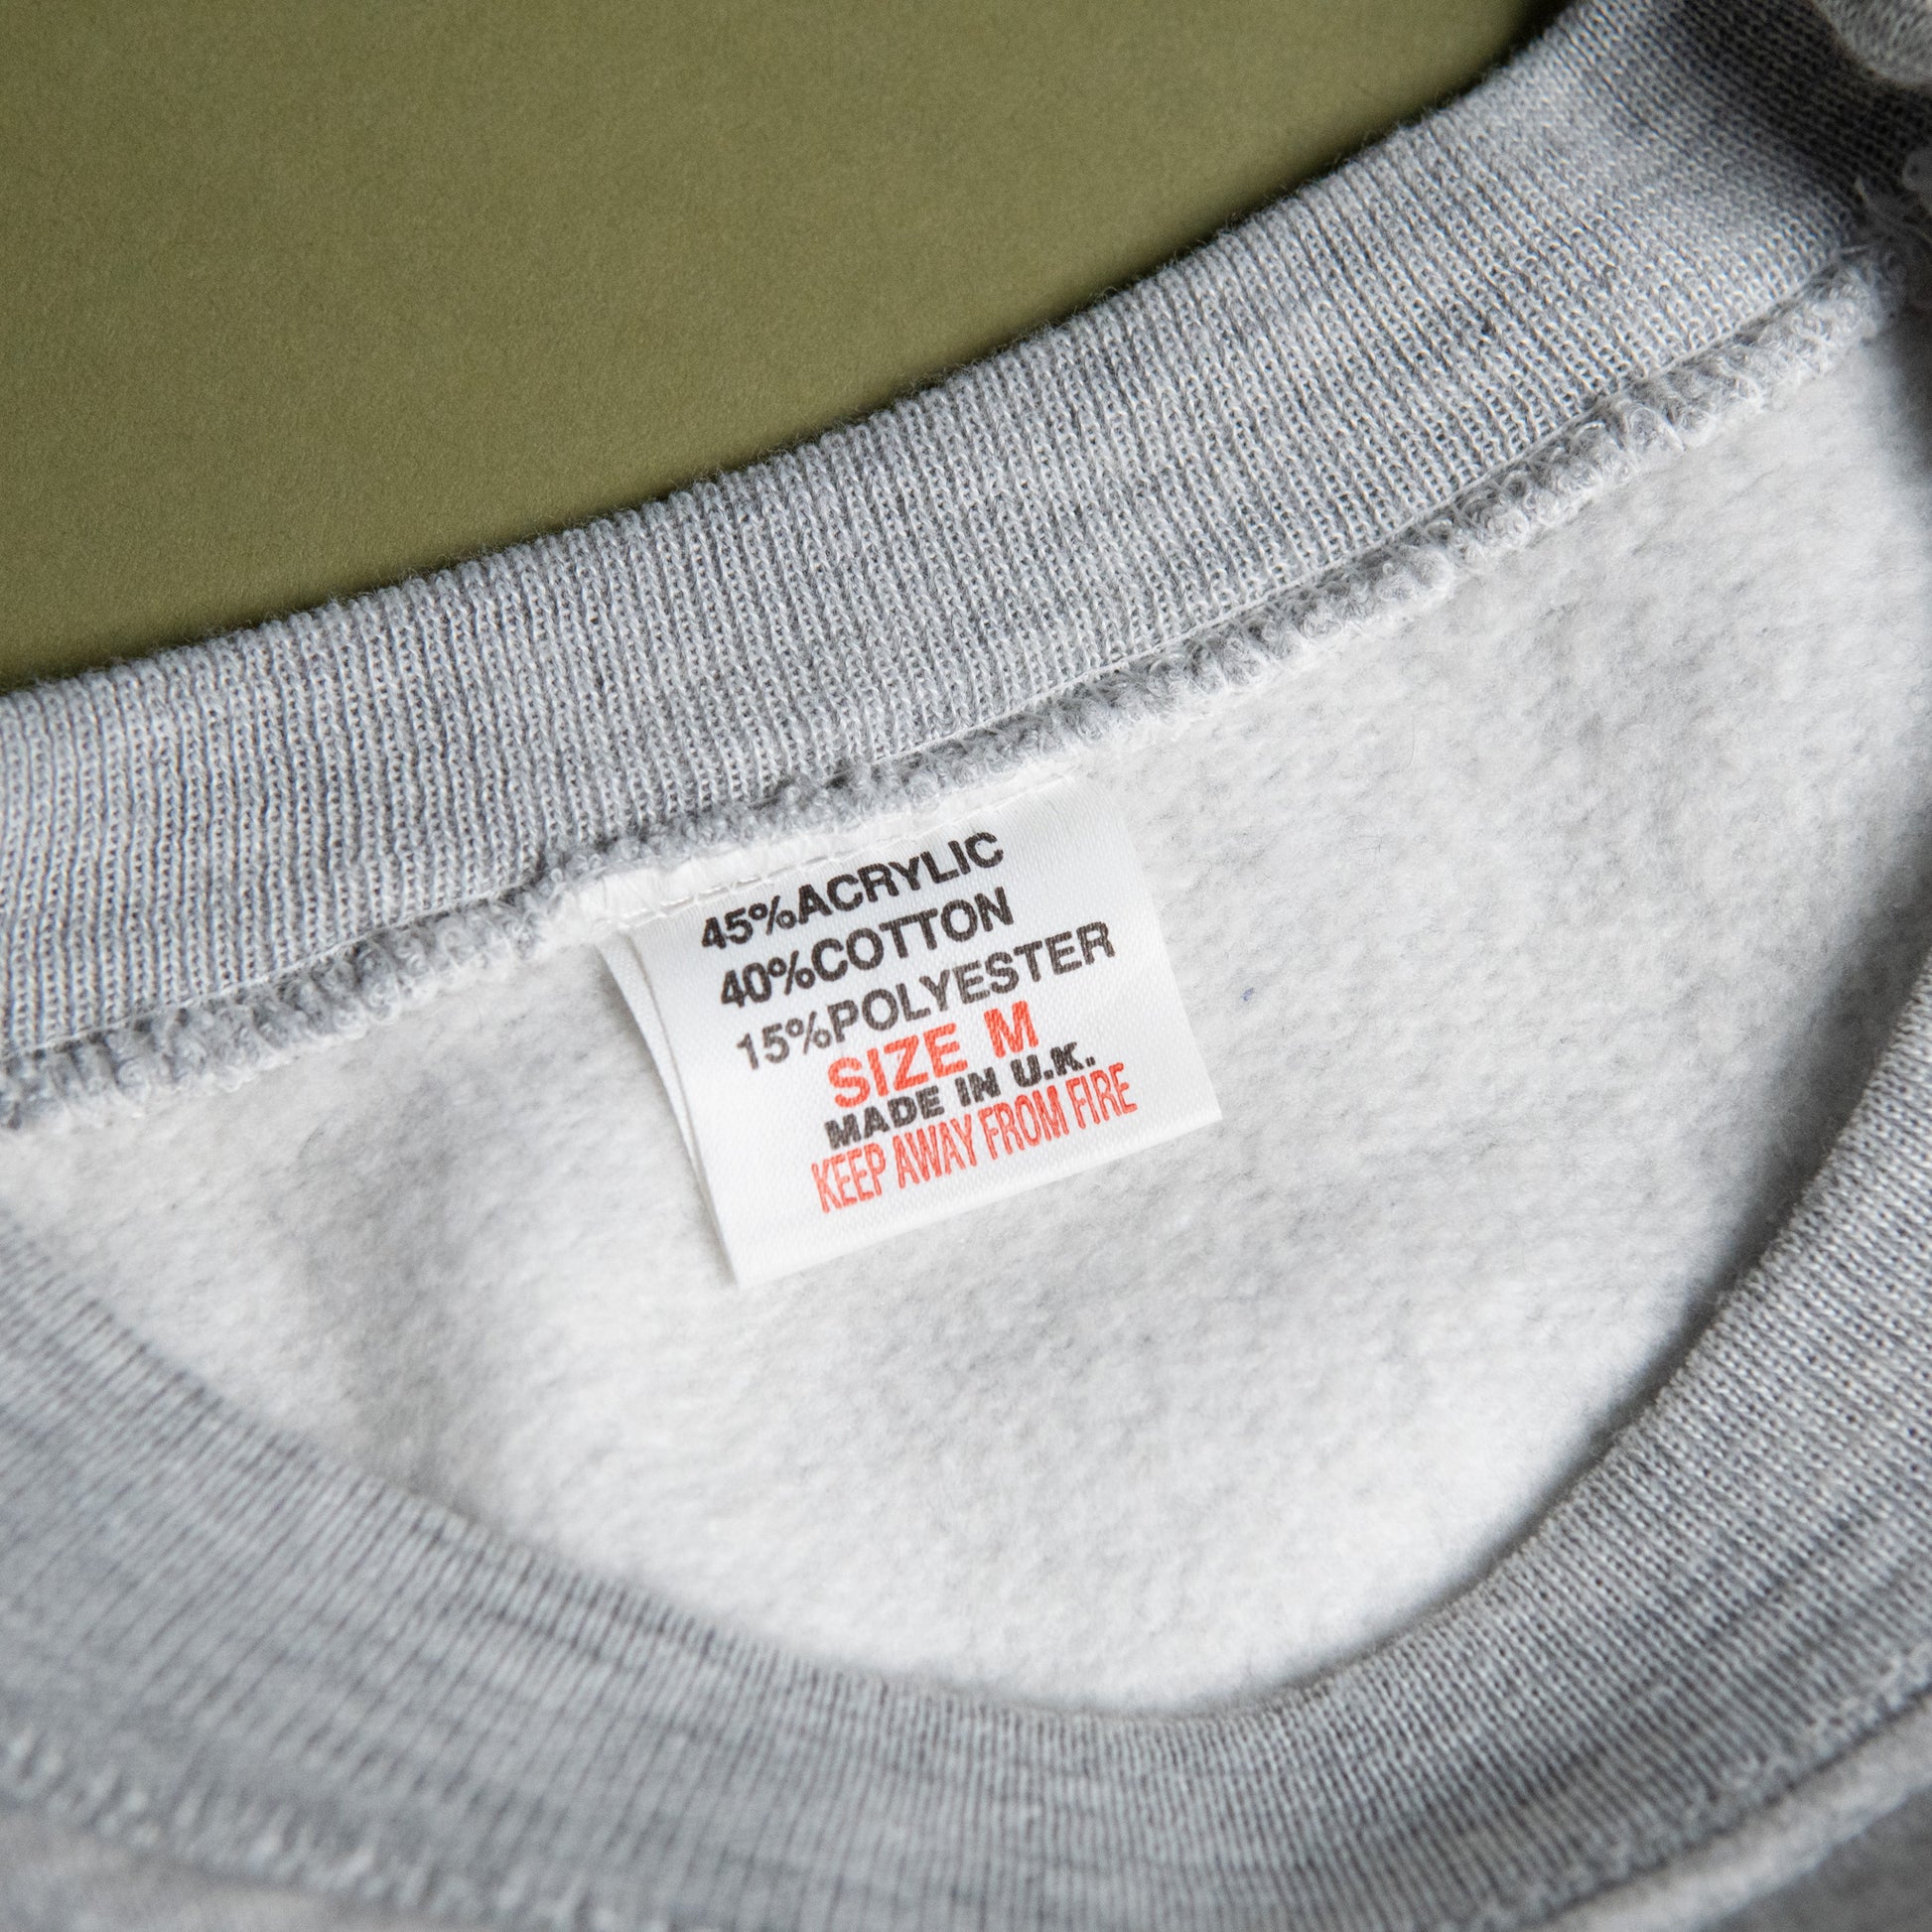 45%ACRYLIC
40%COTTON
15%POLYESTER
SIZE M
MADE IN U.K.
KEEP AWAY FROM FIRE